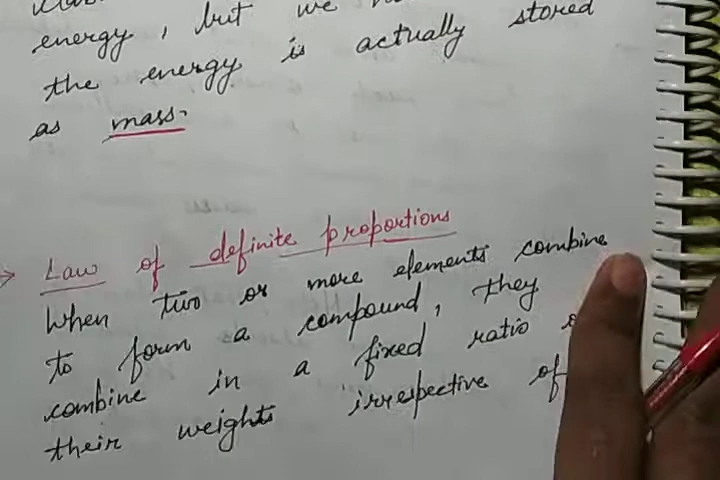 energy, but we
the energy is actually stored
as mass.
→ Law of definite proportions
When two or more elements combine
to form a compound, they
combine in a fixed ratio
their weights irrespective of